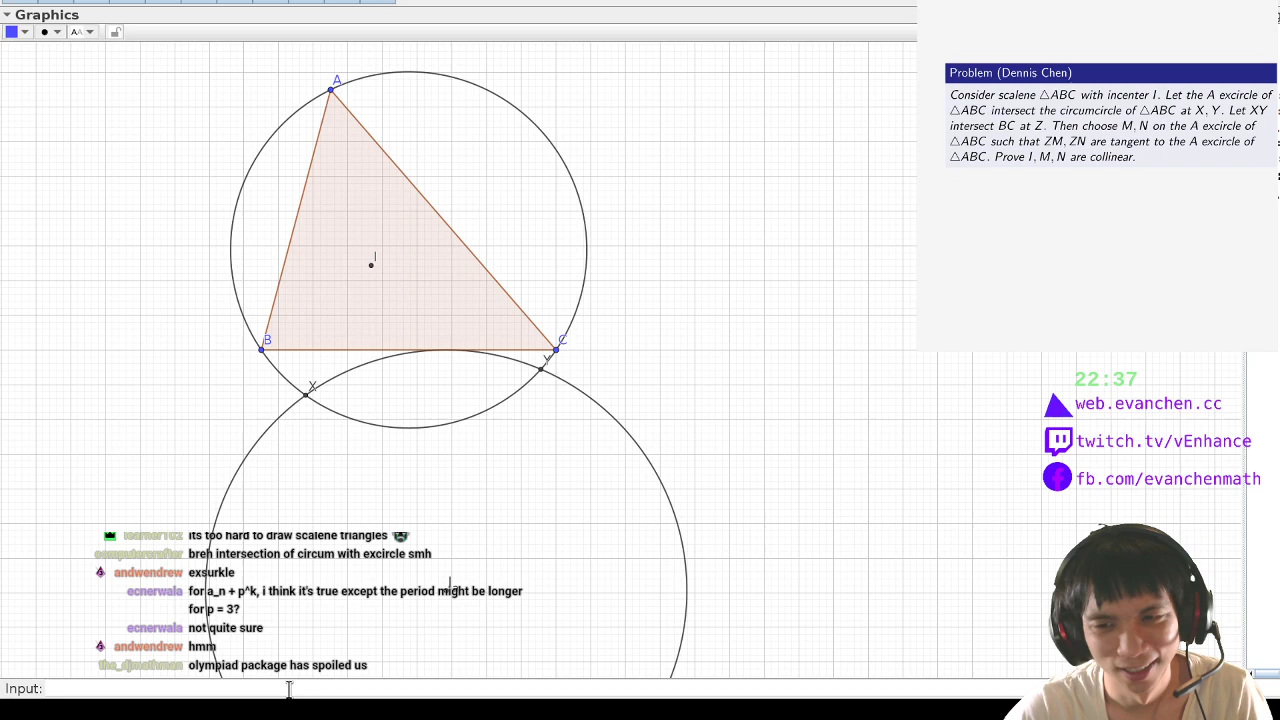 Graphics
AA
Problem (Dennis Chen)
Consider scalene △ABC with incenter I. Let the A excircle of
△ABC intersect the circumcircle of △ABC at X, Y. Let XY
intersect BC at Z. Then choose M, N on the A excircle of
△ABC such that ZM, ZN are tangent to the A excircle of
△ABC. Prove I, M, N are collinear.
A
I
B
C
X
Y
22:37
web.evanchen.cc
twitch.tv/vEnhance
fb.com/evanchenmath
its too hard to draw scalene triangles
breh intersection of circum with excircle smh
andwendrew exsurkle
ecnerwala for a_n + p^k, i think it's true except the period might be longer
for p = 3?
ecnerwala not quite sure
andwendrew hmm
the_djmathman olympiad package has spoiled us
Input: